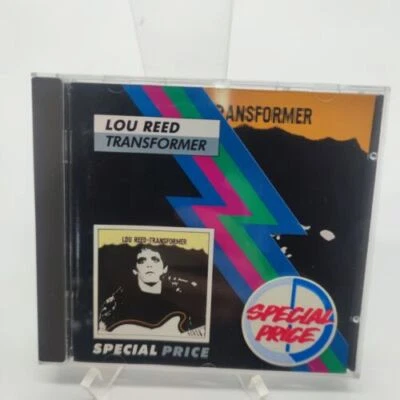 RANSFORMER
LOU REED
TRANSFORMER
LOU REED·TRANSFORMER
SPECIAL PRICE
SPECIAL
PRICE